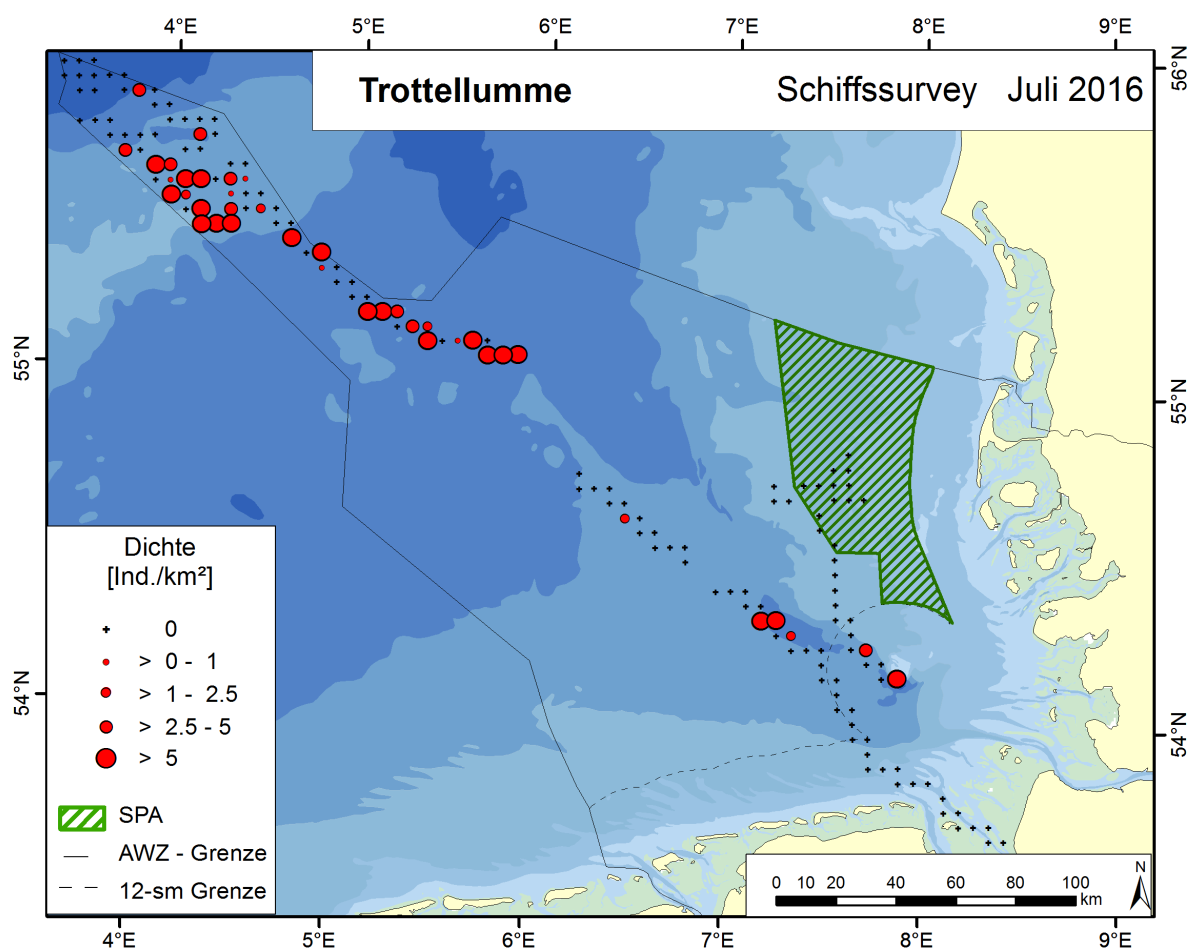 4°E 5°E 6°E 7°E 8°E 9°E
Trottellumme Schiffssurvey Juli 2016
56°N
55°N
55°N
54°N
54°N
Dichte
[Ind./km²]
0
> 0 - 1
> 1 - 2.5
> 2.5 - 5
> 5
SPA
AWZ - Grenze
12-sm Grenze
N
0 10 20 40 60 80 100
km
4°E 5°E 6°E 7°E 8°E